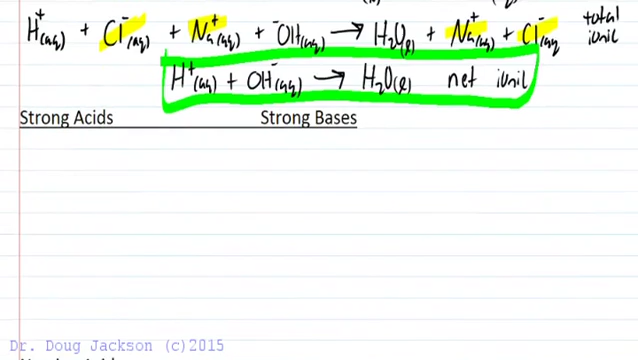 H⁺(aq) + Cl⁻(aq) + Na⁺(aq) + ⁻OH(aq) → H₂O(l) + Na⁺(aq) + Cl⁻(aq total ionic
H⁺(aq) + OH⁻(aq) → H₂O(l) net ionic
Strong Acids Strong Bases
Dr. Doug Jackson (c)2015